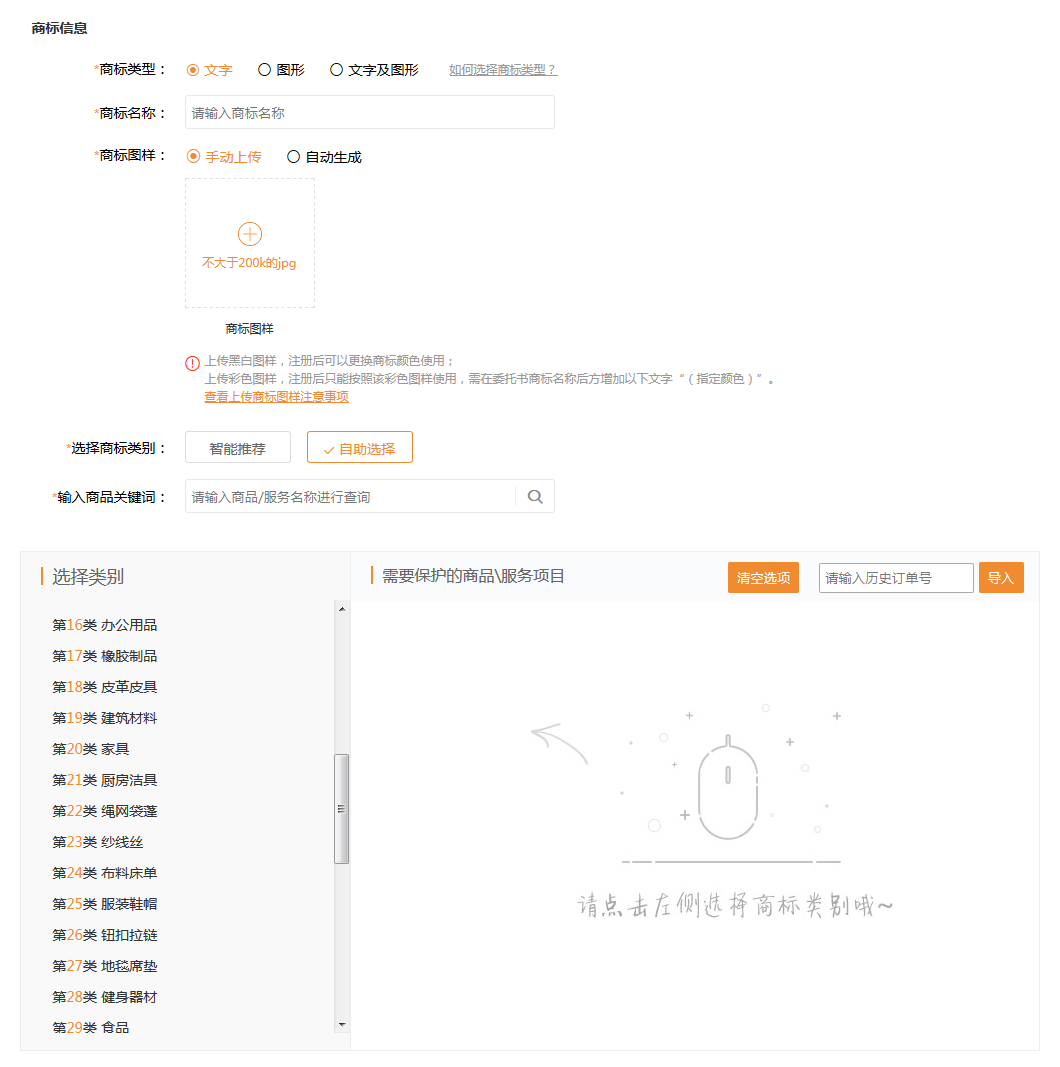 商标信息
*商标类型： 文字 图形 文字及图形 如何选择商标类型？
*商标名称： 请输入商标名称
*商标图样： 手动上传 自动生成
不大于200k的jpg
商标图样
上传黑白图样，注册后可以更换商标颜色使用；
上传彩色图样，注册后只能按照该彩色图样使用，需在委托书商标名称后方增加以下文字“（指定颜色）”。
查看上传商标图样注意事项
*选择商标类别： 智能推荐 自助选择
*输入商品关键词： 请输入商品/服务名称进行查询
选择类别
第16类 办公用品
第17类 橡胶制品
第18类 皮革皮具
第19类 建筑材料
第20类 家具
第21类 厨房洁具
第22类 绳网袋蓬
第23类 纱线丝
第24类 布料床单
第25类 服装鞋帽
第26类 钮扣拉链
第27类 地毯席垫
第28类 健身器材
第29类 食品
需要保护的商品\服务项目 清空选项 请输入历史订单号 导入
请点击左侧选择商标类别哦~